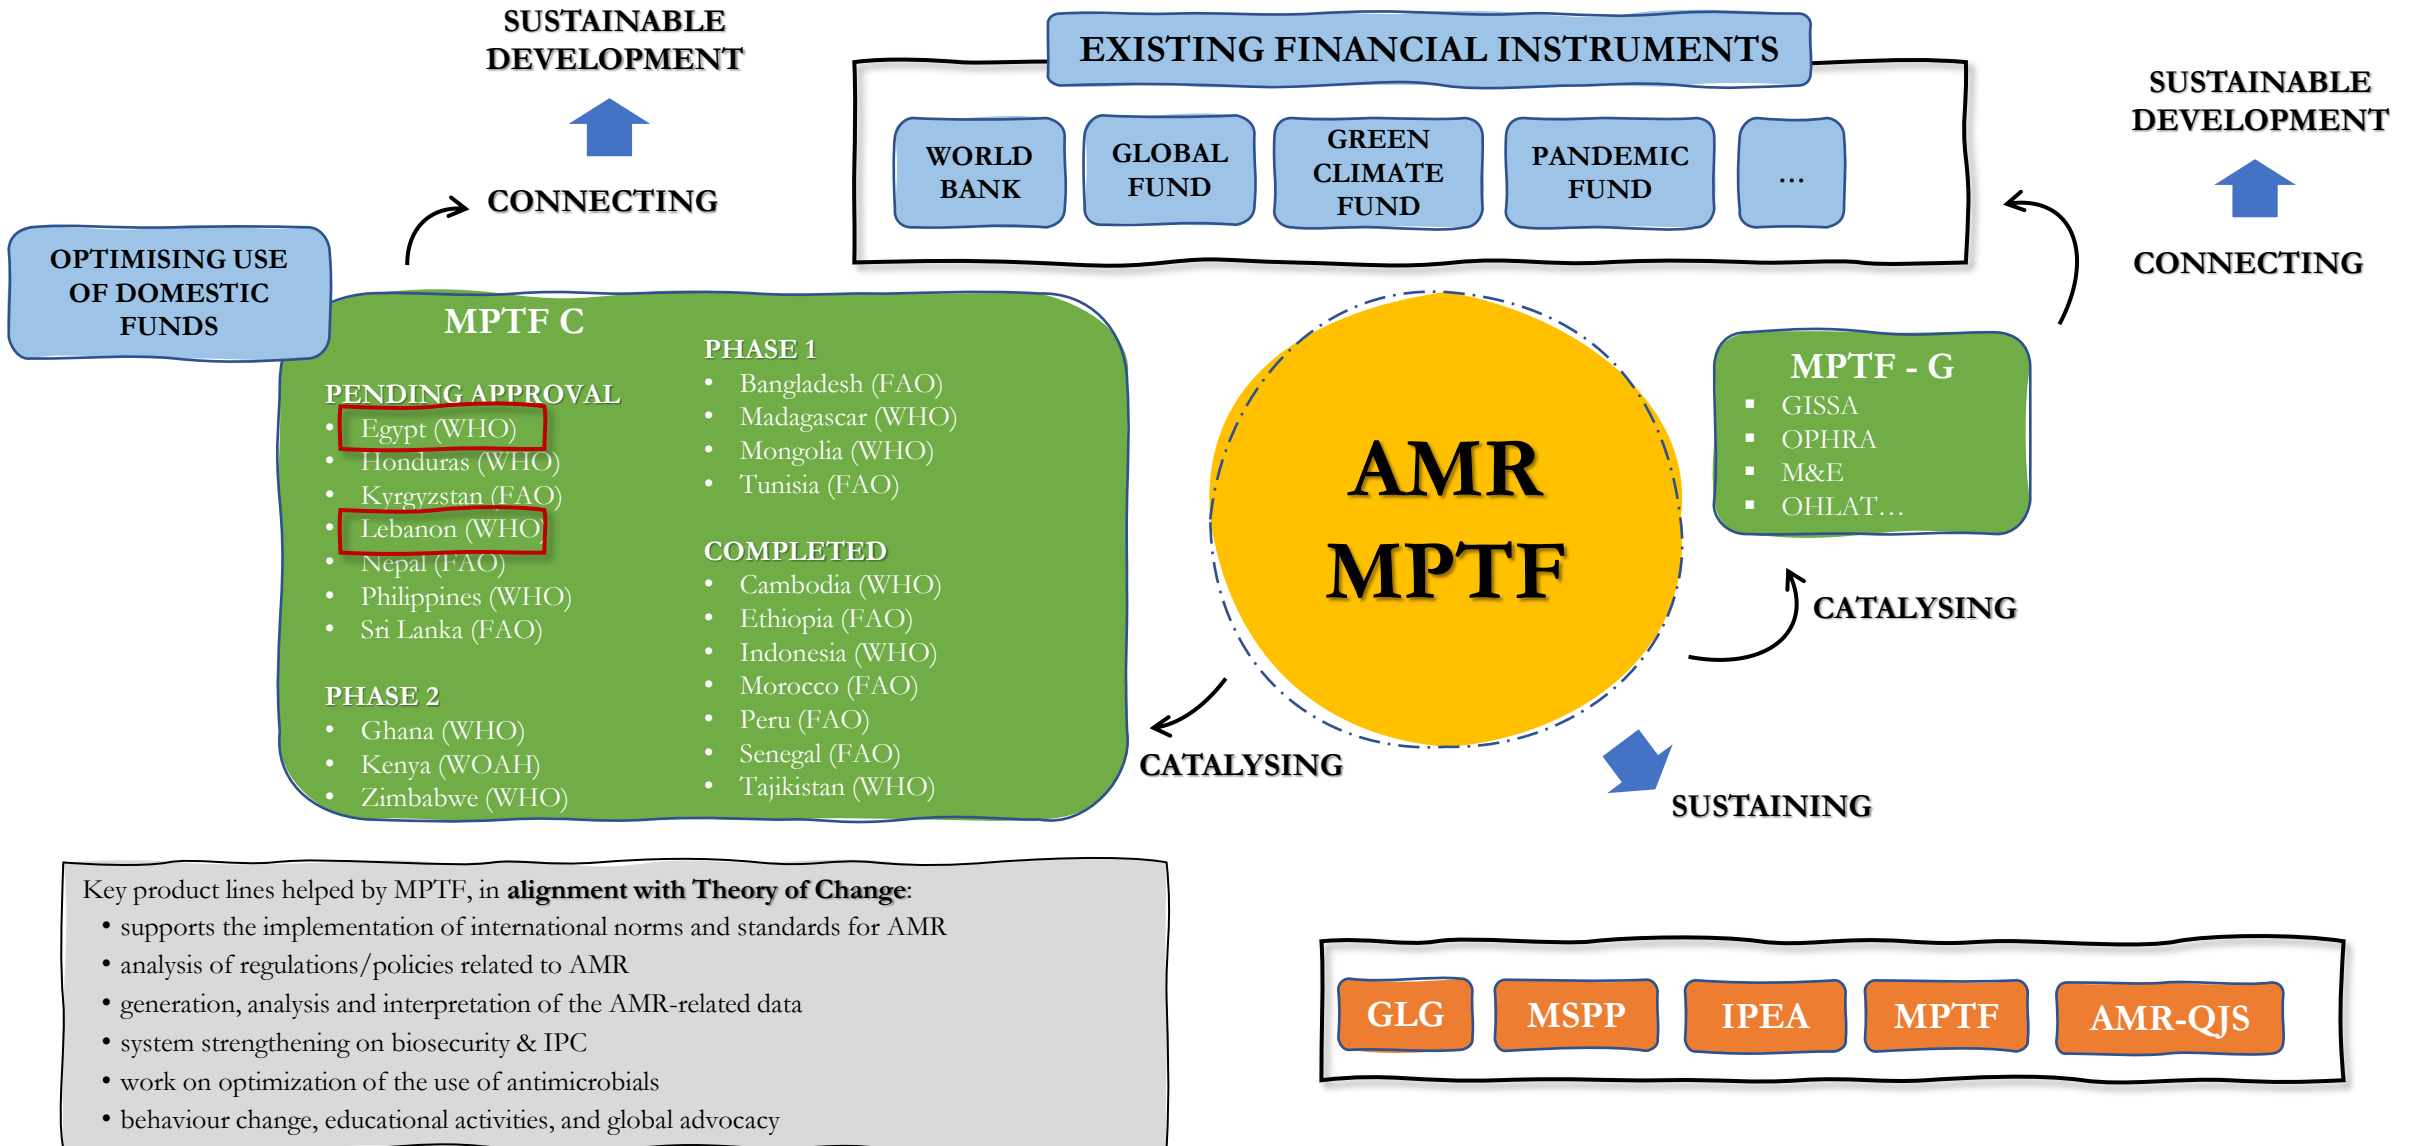 SUSTAINABLE
DEVELOPMENT
CONNECTING
OPTIMISING USE
OF DOMESTIC
FUNDS
EXISTING FINANCIAL INSTRUMENTS
WORLD
BANK
GLOBAL
FUND
GREEN
CLIMATE
FUND
PANDEMIC
FUND
...
SUSTAINABLE
DEVELOPMENT
CONNECTING
MPTF C
PENDING APPROVAL
• Egypt (WHO)
• Honduras (WHO)
• Kyrgyzstan (FAO)
• Lebanon (WHO)
• Nepal (FAO)
• Philippines (WHO)
• Sri Lanka (FAO)
PHASE 2
• Ghana (WHO)
• Kenya (WOAH)
• Zimbabwe (WHO)
PHASE 1
• Bangladesh (FAO)
• Madagascar (WHO)
• Mongolia (WHO)
• Tunisia (FAO)
COMPLETED
• Cambodia (WHO)
• Ethiopia (FAO)
• Indonesia (WHO)
• Morocco (FAO)
• Peru (FAO)
• Senegal (FAO)
• Tajikistan (WHO)
AMR
MPTF
MPTF - G
▪ GISSA
▪ OPHRA
▪ M&E
▪ OHLAT...
CATALYSING
CATALYSING
SUSTAINING
Key product lines helped by MPTF, in alignment with Theory of Change:
• supports the implementation of international norms and standards for AMR
• analysis of regulations/policies related to AMR
• generation, analysis and interpretation of the AMR-related data
• system strengthening on biosecurity & IPC
• work on optimization of the use of antimicrobials
• behaviour change, educational activities, and global advocacy
GLG
MSPP
IPEA
MPTF
AMR-QJS